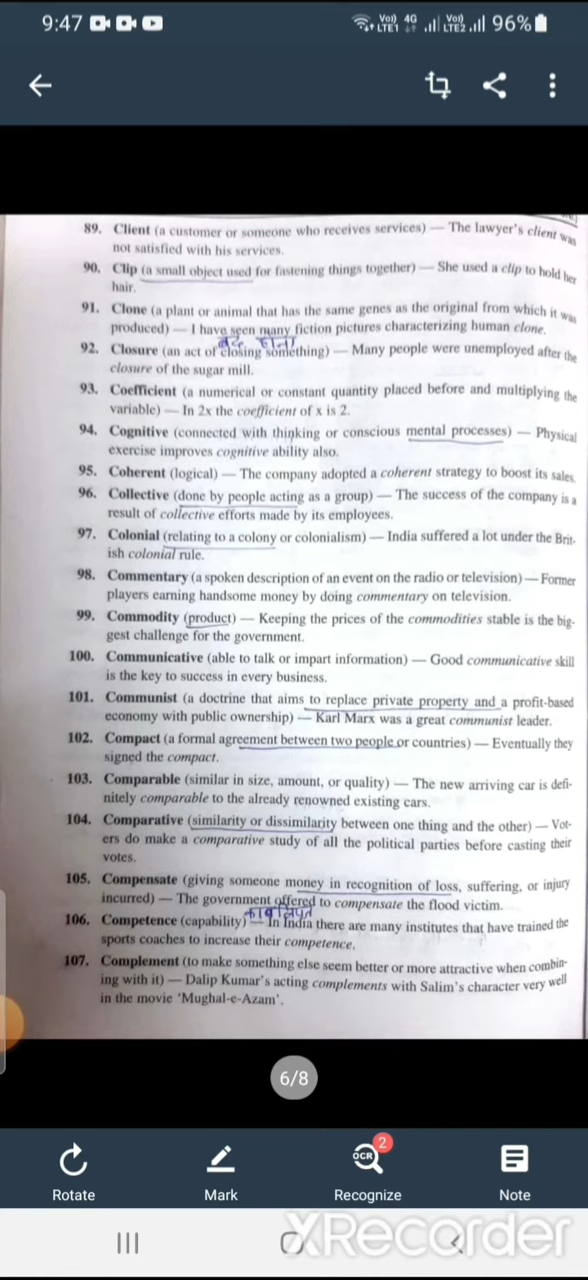 9:47 Vo)) LTE1 4G Vo)) LTE2 96%
89. Client (a customer or someone who receives services) — The lawyer's client was
not satisfied with his services.
90. Clip (a small object used for fastening things together) — She used a clip to hold her
hair.
91. Clone (a plant or animal that has the same genes as the original from which it was
produced) — I have seen many fiction pictures characterizing human clone.
बंद होना
92. Closure (an act of closing something) — Many people were unemployed after the
closure of the sugar mill.
93. Coefficient (a numerical or constant quantity placed before and multiplying the
variable) — In 2x the coefficient of x is 2.
94. Cognitive (connected with thinking or conscious mental processes) — Physical
exercise improves cognitive ability also.
95. Coherent (logical) — The company adopted a coherent strategy to boost its sales.
96. Collective (done by people acting as a group) — The success of the company is a
result of collective efforts made by its employees.
97. Colonial (relating to a colony or colonialism) — India suffered a lot under the Brit-
ish colonial rule.
98. Commentary (a spoken description of an event on the radio or television) — Former
players earning handsome money by doing commentary on television.
99. Commodity (product) — Keeping the prices of the commodities stable is the big-
gest challenge for the government.
100. Communicative (able to talk or impart information) — Good communicative skill
is the key to success in every business.
101. Communist (a doctrine that aims to replace private property and a profit-based
economy with public ownership) — Karl Marx was a great communist leader.
102. Compact (a formal agreement between two people or countries) — Eventually they
signed the compact.
103. Comparable (similar in size, amount, or quality) — The new arriving car is defi-
nitely comparable to the already renowned existing cars.
104. Comparative (similarity or dissimilarity between one thing and the other) — Vot-
ers do make a comparative study of all the political parties before casting their
votes.
105. Compensate (giving someone money in recognition of loss, suffering, or injury
incurred) — The government offered to compensate the flood victim.
106. Competence (capability) — In India there are many institutes that have trained the
sports coaches to increase their competence.
107. Complement (to make something else seem better or more attractive when combin-
ing with it) — Dalip Kumar's acting complements with Salim's character very well
in the movie 'Mughal-e-Azam'.
6/8
OCR 2
Rotate Mark Recognize Note
XRecorder